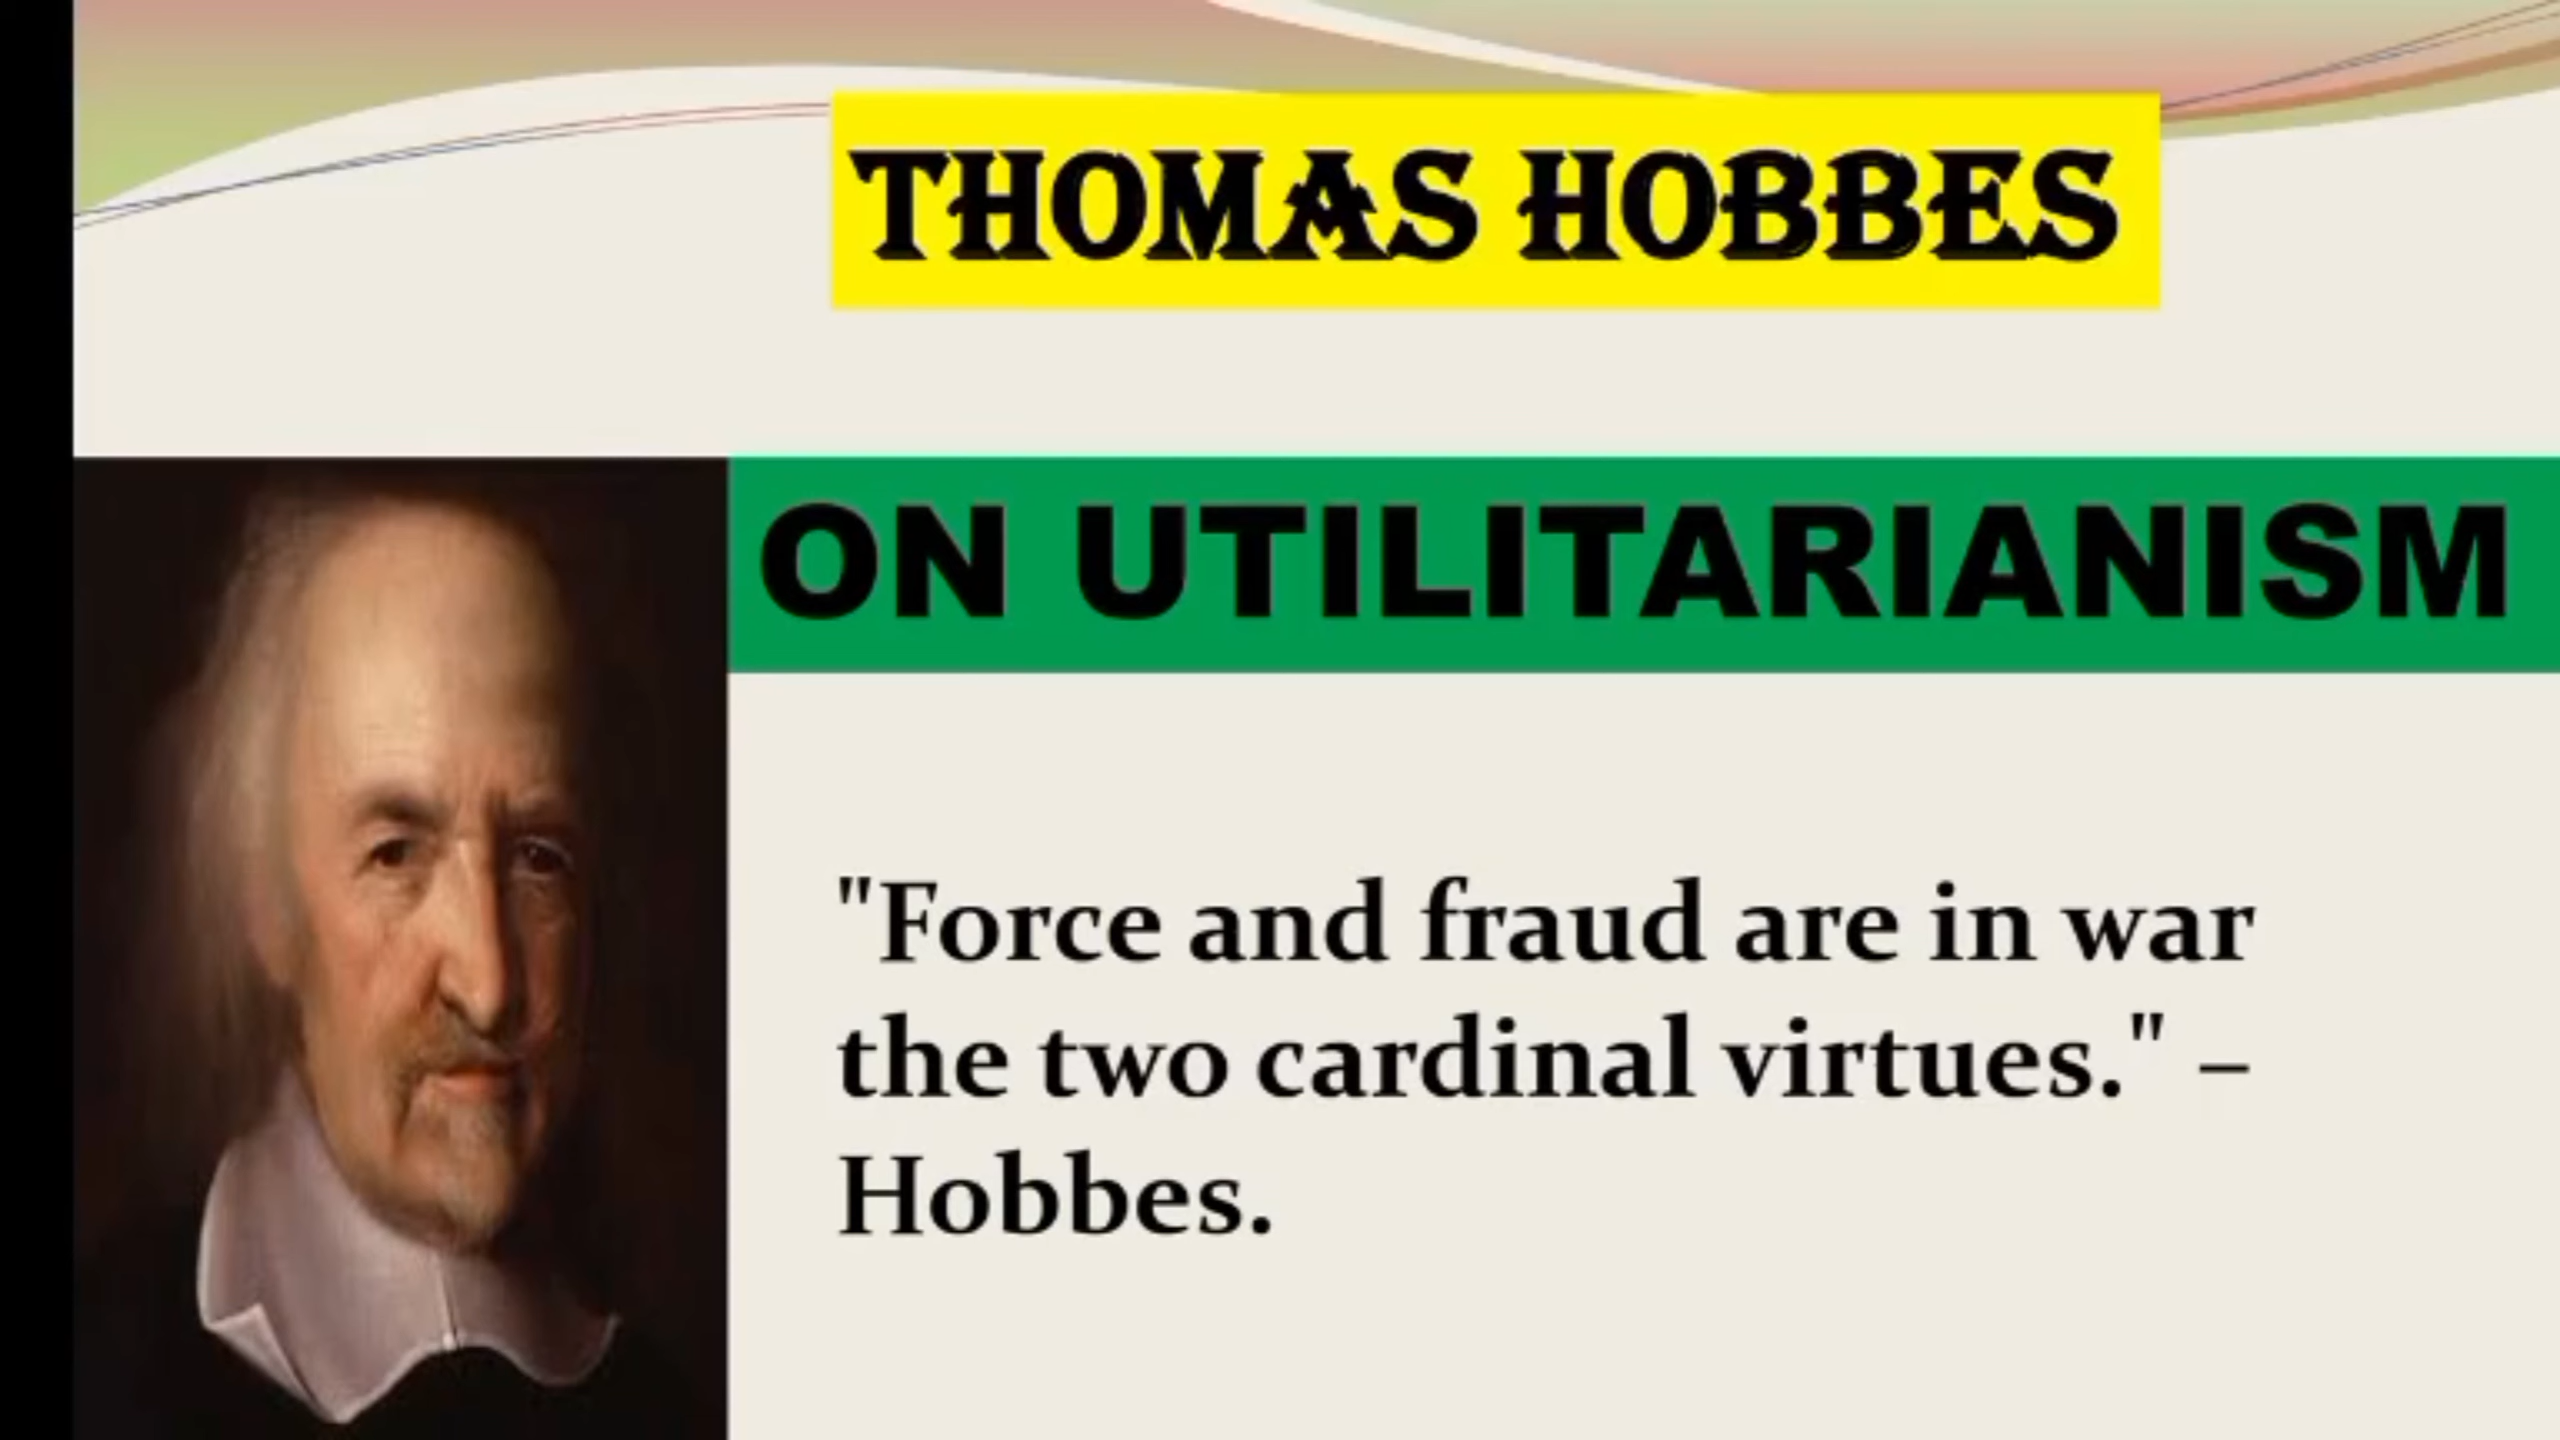 THOMAS HOBBES
ON UTILITARIANISM
"Force and fraud are in war
the two cardinal virtues." –
Hobbes.